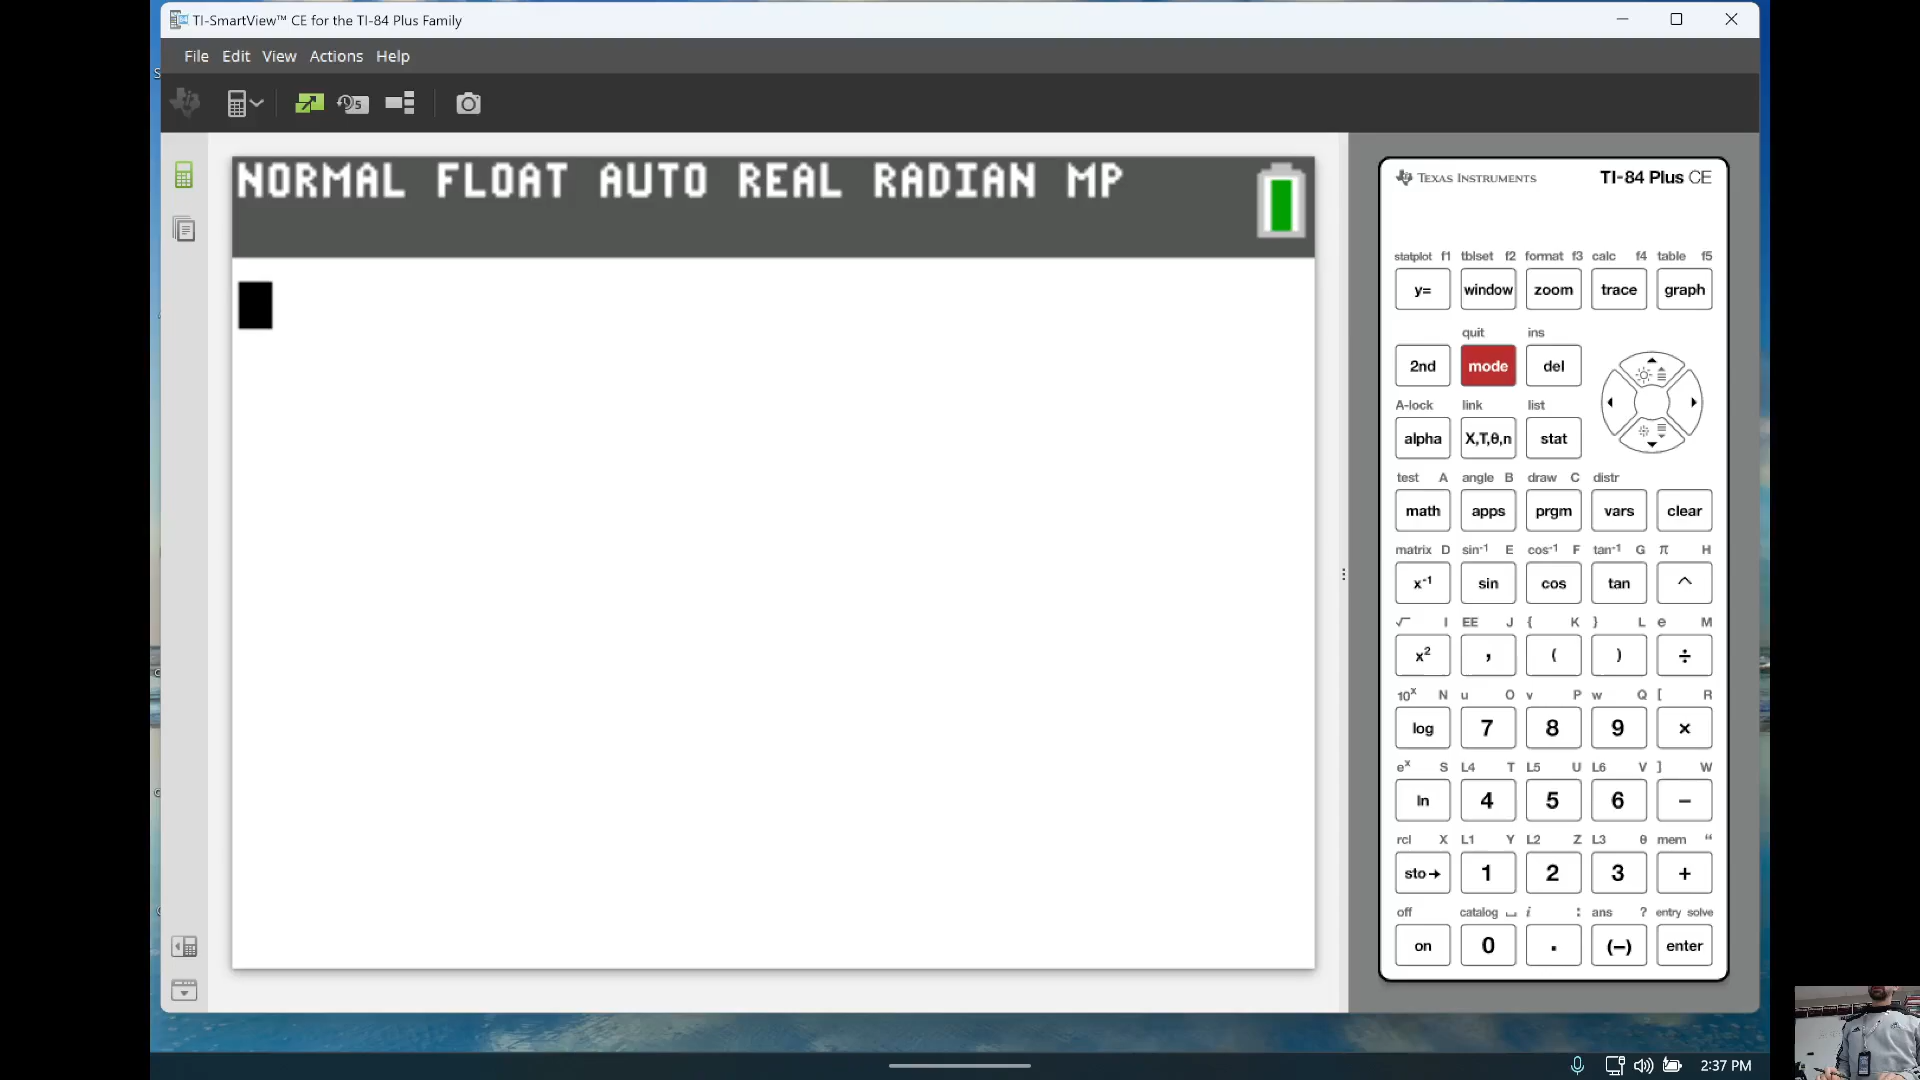 TI-SmartView™ CE for the TI-84 Plus Family
File Edit View Actions Help
5
NORMAL FLOAT AUTO REAL RADIAN MP
TEXAS INSTRUMENTS TI-84 Plus CE
statplot f1 tblset f2 format f3 calc f4 table f5
y= window zoom trace graph
quit ins
2nd mode del
A-lock link list
alpha X,T,θ,n stat
test A angle B draw C distr
math apps prgm vars clear
matrix D sin⁻¹ E cos⁻¹ F tan⁻¹ G π H
x⁻¹ sin cos tan ^
√ I EE J { K } L e M
x² , ( ) ÷
10ˣ N u O v P w Q [ R
log 7 8 9 ×
eˣ S L4 T L5 U L6 V ] W
ln 4 5 6 −
rcl X L1 Y L2 Z L3 θ mem “
sto→ 1 2 3 +
off catalog ⎵ i : ans ? entry solve
on 0 . (−) enter
2:37 PM